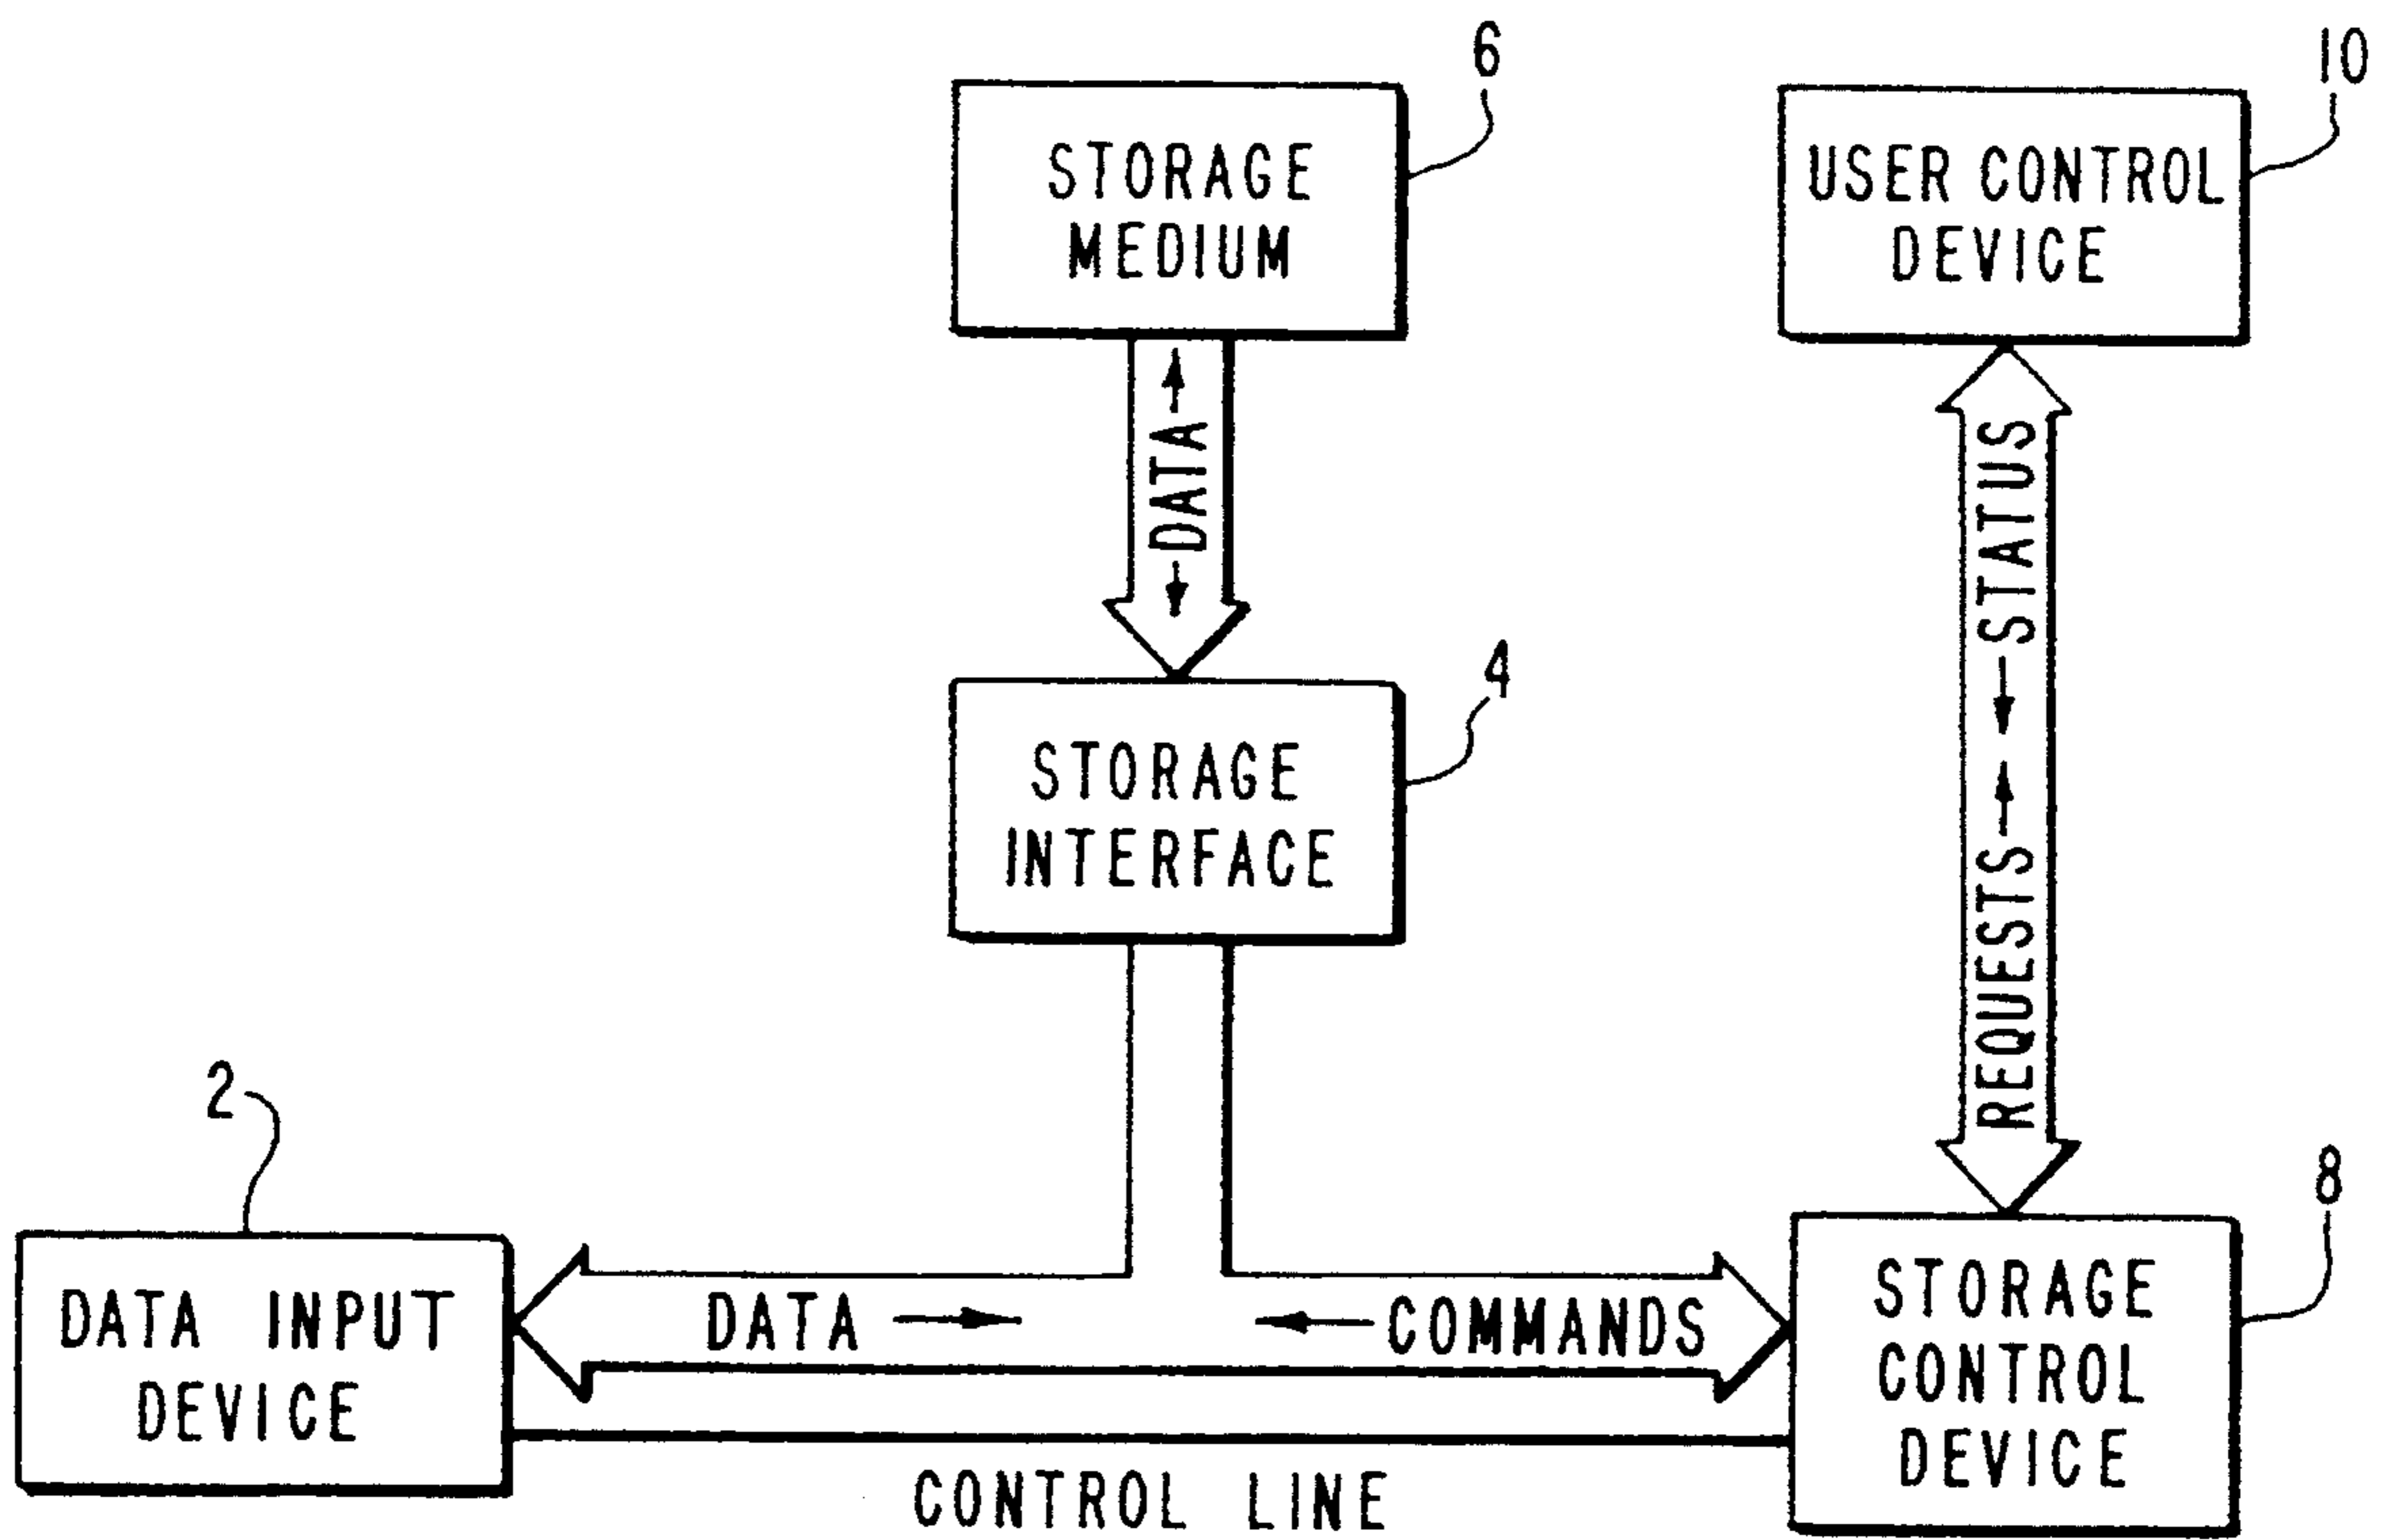 6
10
STORAGE
MEDIUM
USER CONTROL
DEVICE
DATA
STATUS
REQUESTS
4
STORAGE
INTERFACE
2
8
DATA INPUT
DEVICE
DATA
COMMANDS
STORAGE
CONTROL
DEVICE
CONTROL LINE